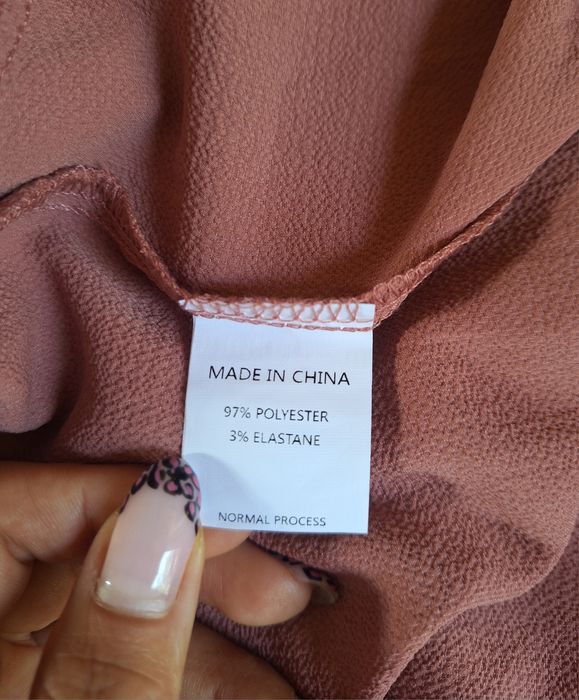 MADE IN CHINA
97% POLYESTER
3% ELASTANE
NORMAL PROCESS